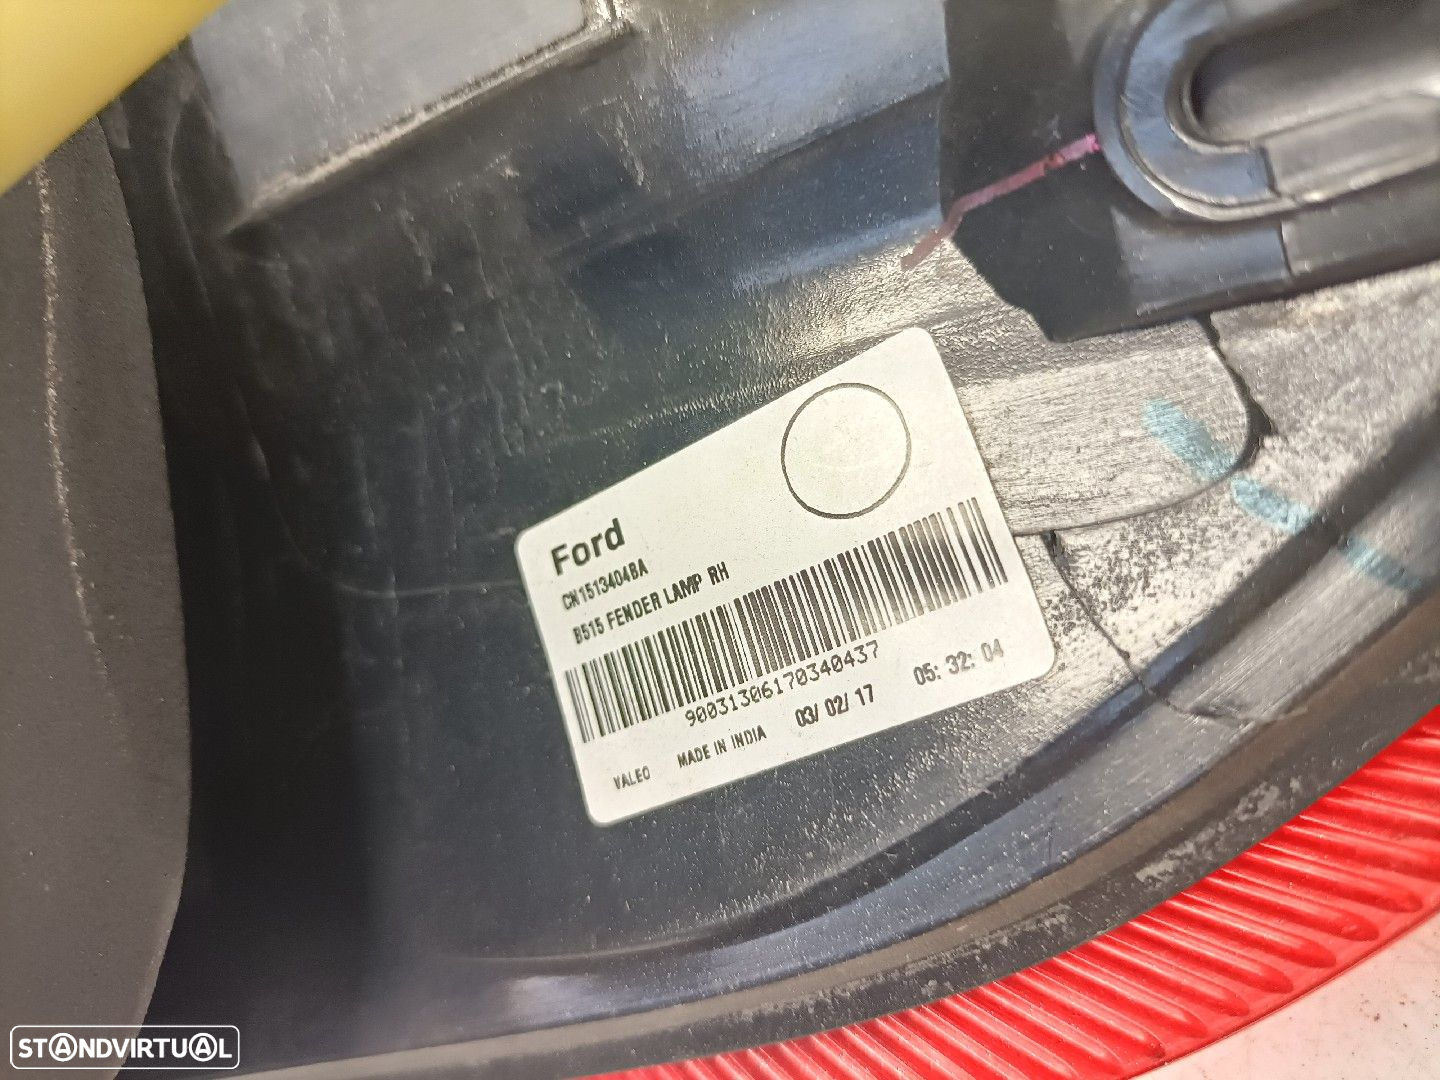 Ford
CN1513404BA
B515 FENDER LAMP RH
90031306170340437
VALEO MADE IN INDIA 03/ 02/ 17 05: 32: 04
STANDVIRTUAL